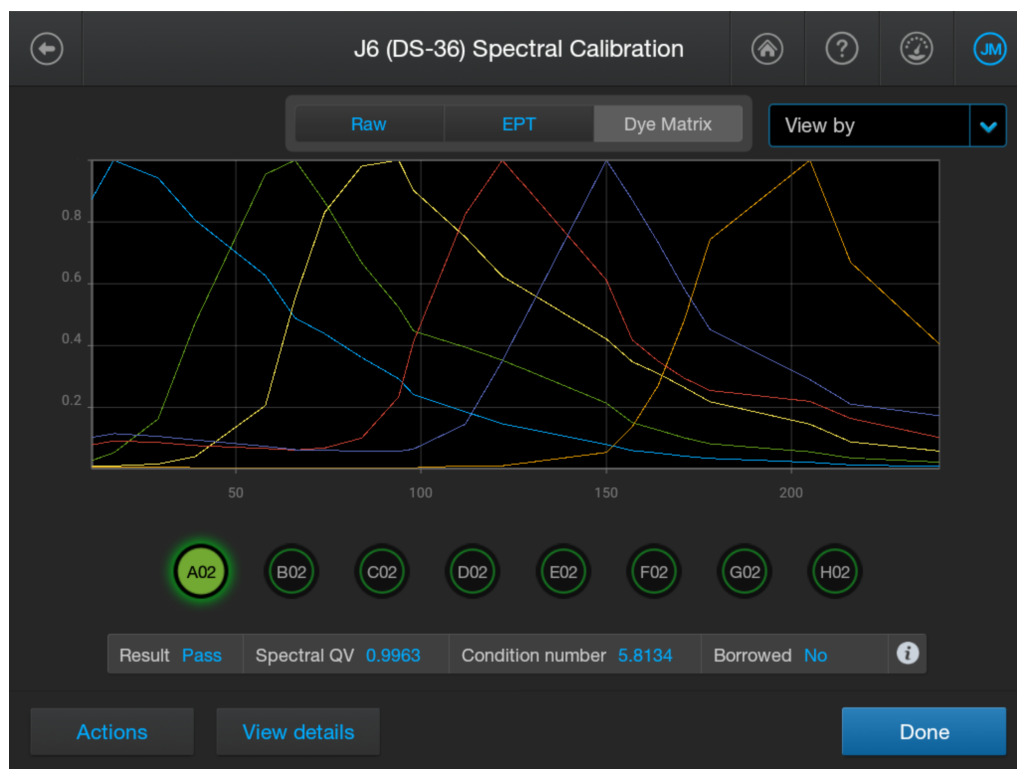 J6 (DS-36) Spectral Calibration
?
JM
Raw
EPT
Dye Matrix
View by
0.8
0.6
0.4
0.2
50
100
150
200
A02
B02
C02
D02
E02
F02
G02
H02
Result Pass
Spectral QV 0.9963
Condition number 5.8134
Borrowed No
i
Actions
View details
Done